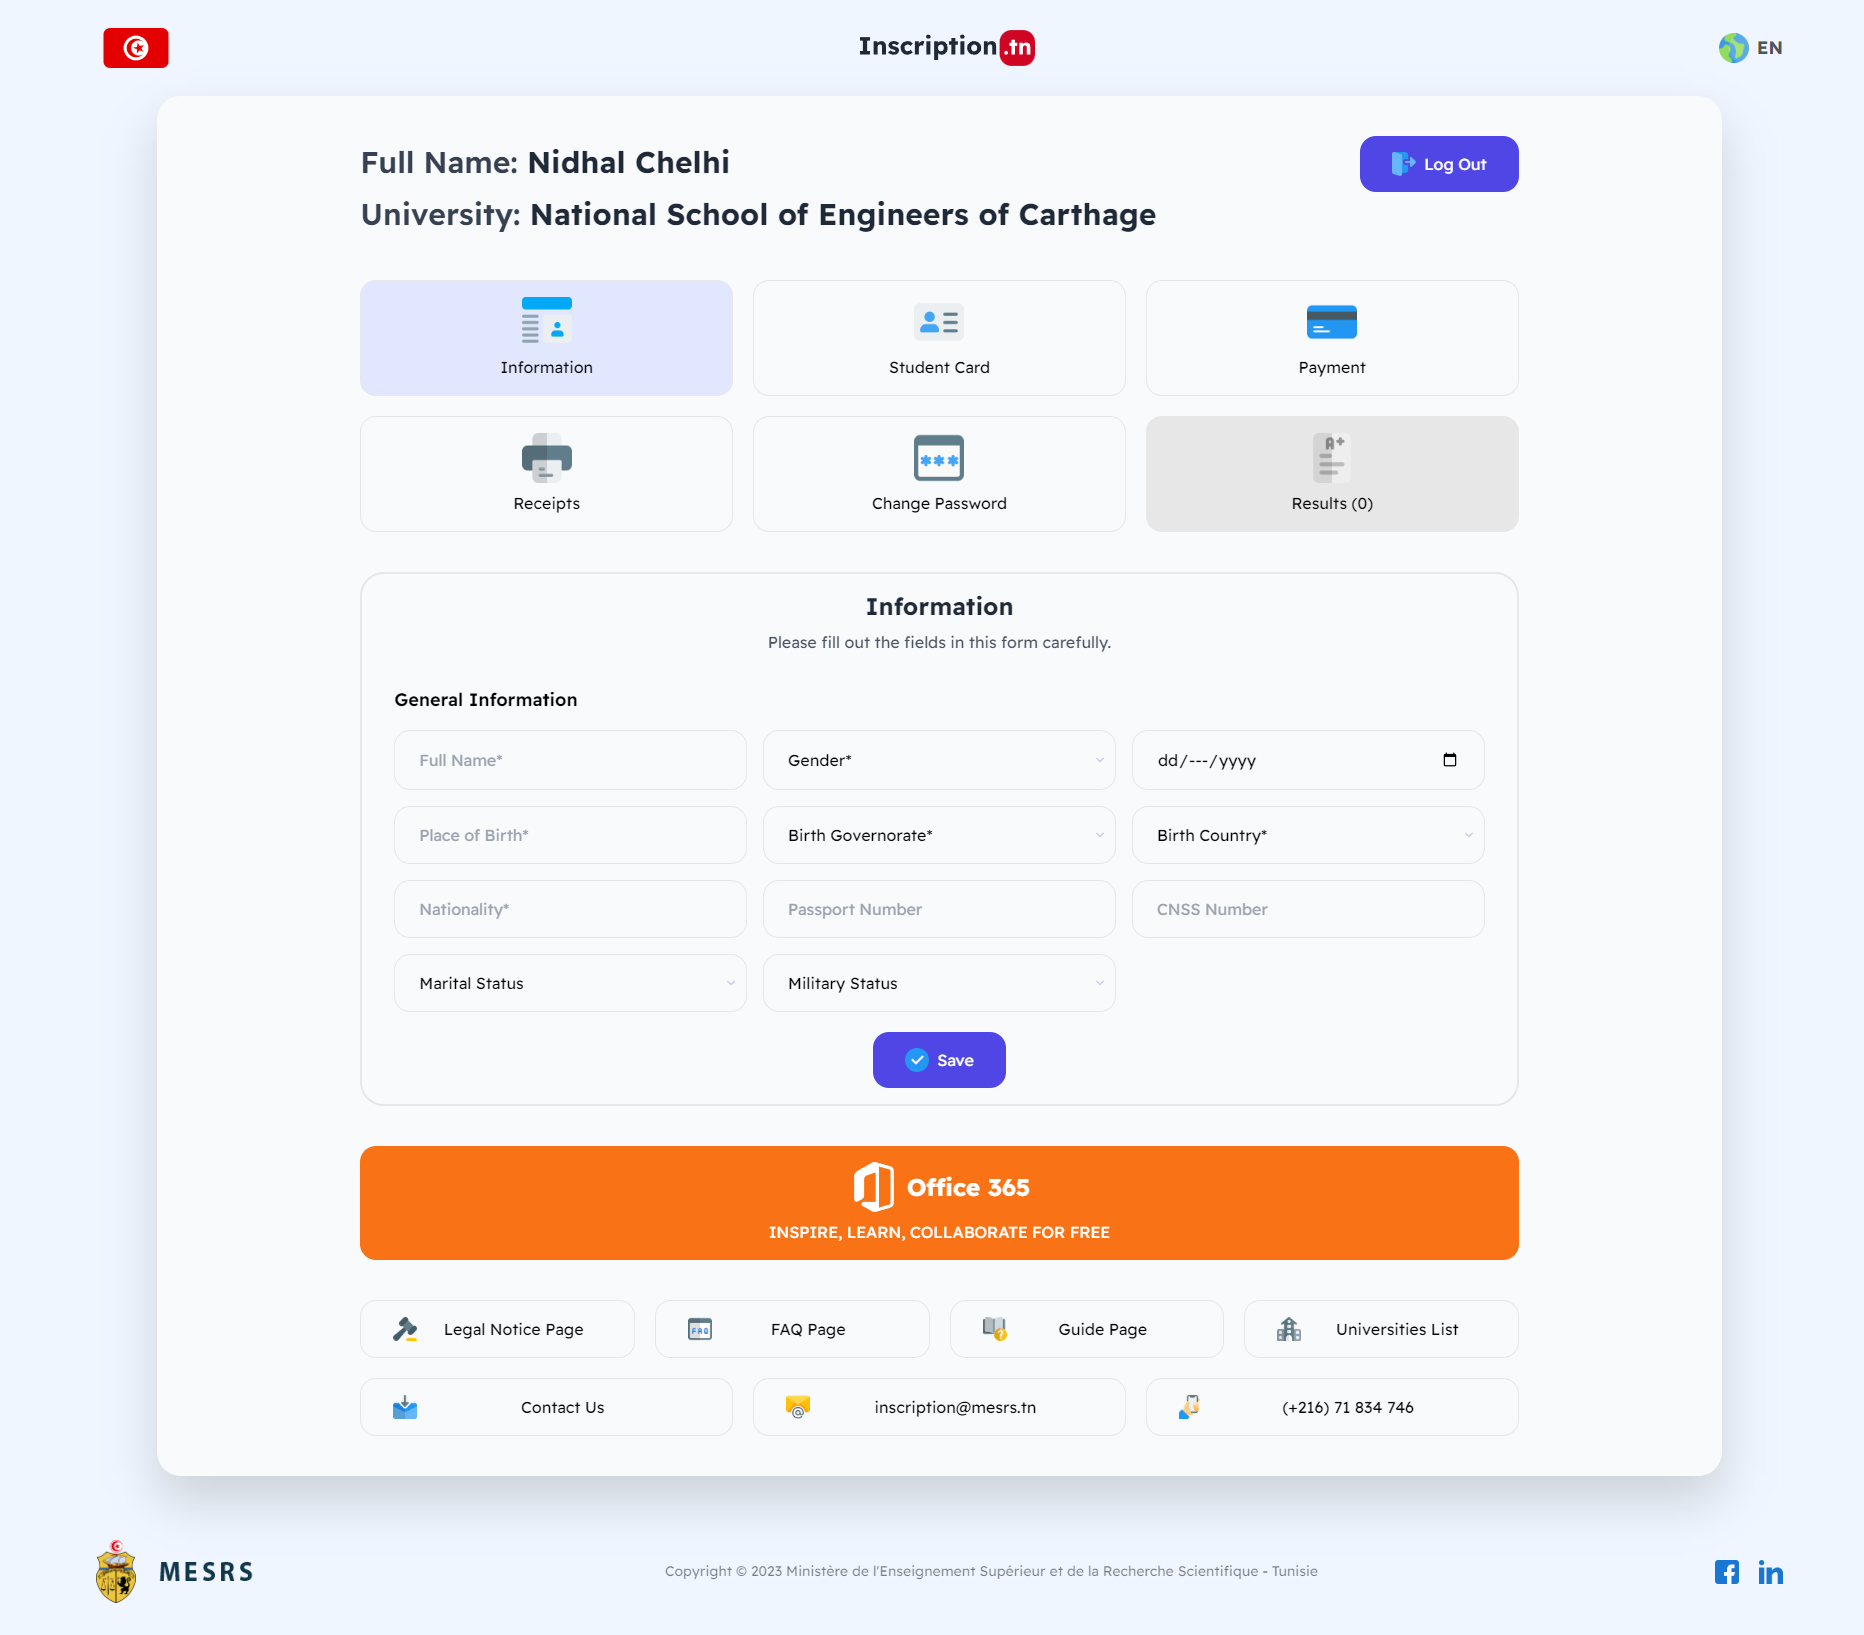 Inscription .tn
EN
Full Name: Nidhal Chelhi
Log Out
University: National School of Engineers of Carthage
Information
Student Card
Payment
A+
***
Receipts
Change Password
Results (0)
Information
Please fill out the fields in this form carefully.
General Information
Full Name*
Gender*
dd/---/yyyy
Place of Birth*
Birth Governorate*
Birth Country*
Nationality*
Passport Number
CNSS Number
Marital Status
Military Status
Save
Office 365
INSPIRE, LEARN, COLLABORATE FOR FREE
Legal Notice Page
FAQ
FAQ Page
Guide Page
Universities List
Contact Us
inscription@mesrs.tn
(+216) 71 834 746
MESRS
Copyright © 2023 Ministère de l'Enseignement Supérieur et de la Recherche Scientifique - Tunisie
f
in